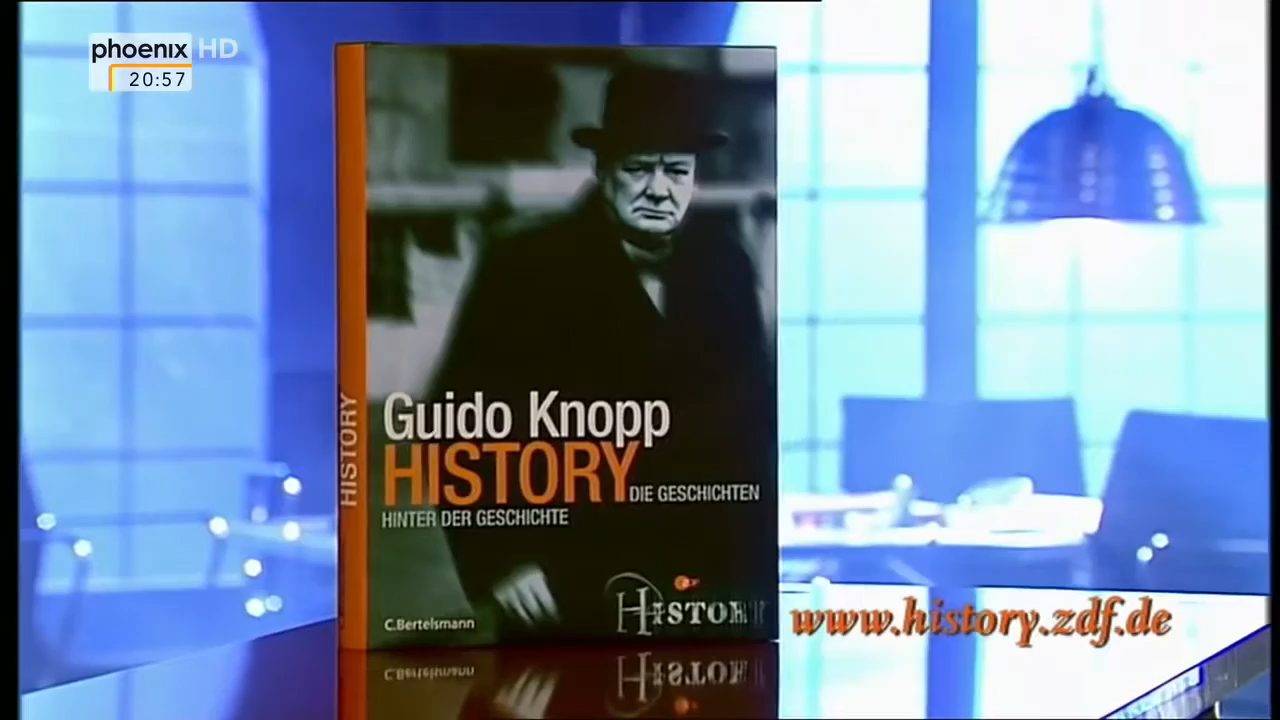 phoenix HD
20:57
HISTORY
Guido Knopp
HISTORY DIE GESCHICHTEN
HINTER DER GESCHICHTE
ZDF
HISTORY
C.Bertelsmann
www.history.zdf.de